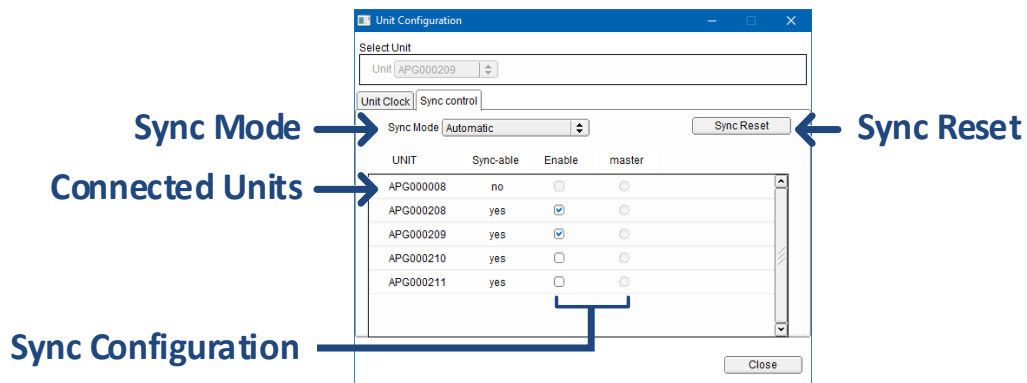 Unit Configuration
Select Unit
Unit APG000209
Unit Clock Sync control
Sync Mode Sync Mode Automatic Sync Reset Sync Reset
UNIT Sync-able Enable master
Connected Units APG000008 no
APG000208 yes
APG000209 yes
APG000210 yes
APG000211 yes
Sync Configuration
Close